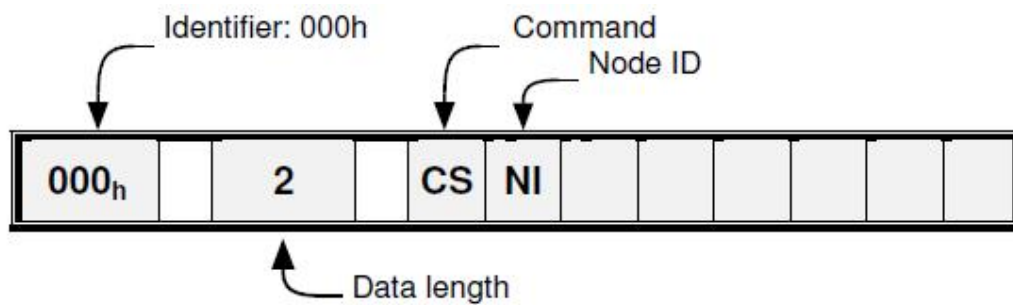 Identifier: 000h
Command
Node ID
000h
2
CS
NI
Data length